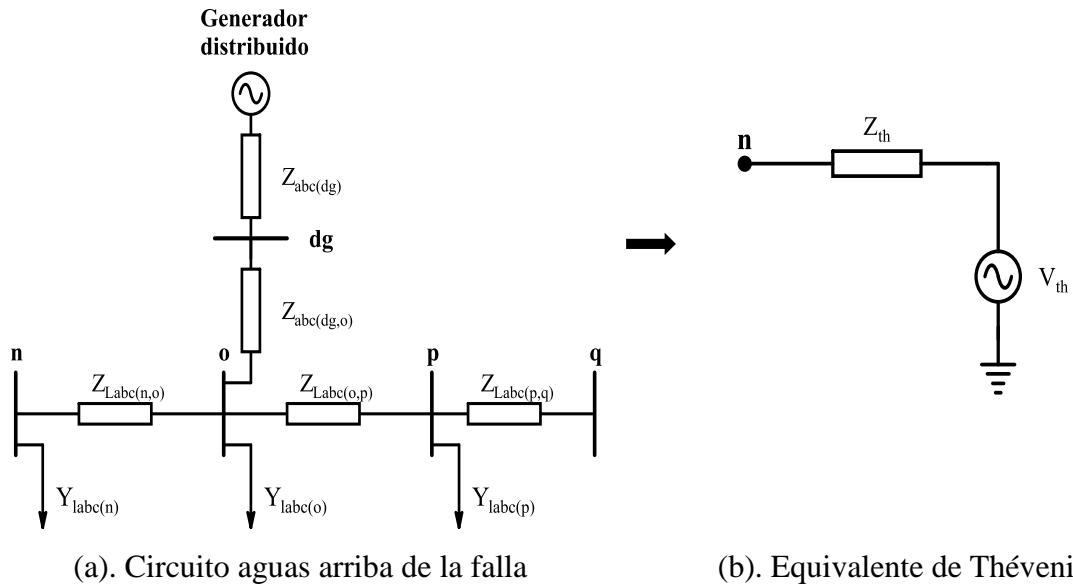 Generador
distribuido
Z_abc(dg)
dg
Z_abc(dg,o)
n
o
p
q
Z_Labc(n,o)
Z_Labc(o,p)
Z_Labc(p,q)
Y_labc(n)
Y_labc(o)
Y_labc(p)
n
Z_th
V_th
(a). Circuito aguas arriba de la falla
(b). Equivalente de Théveni